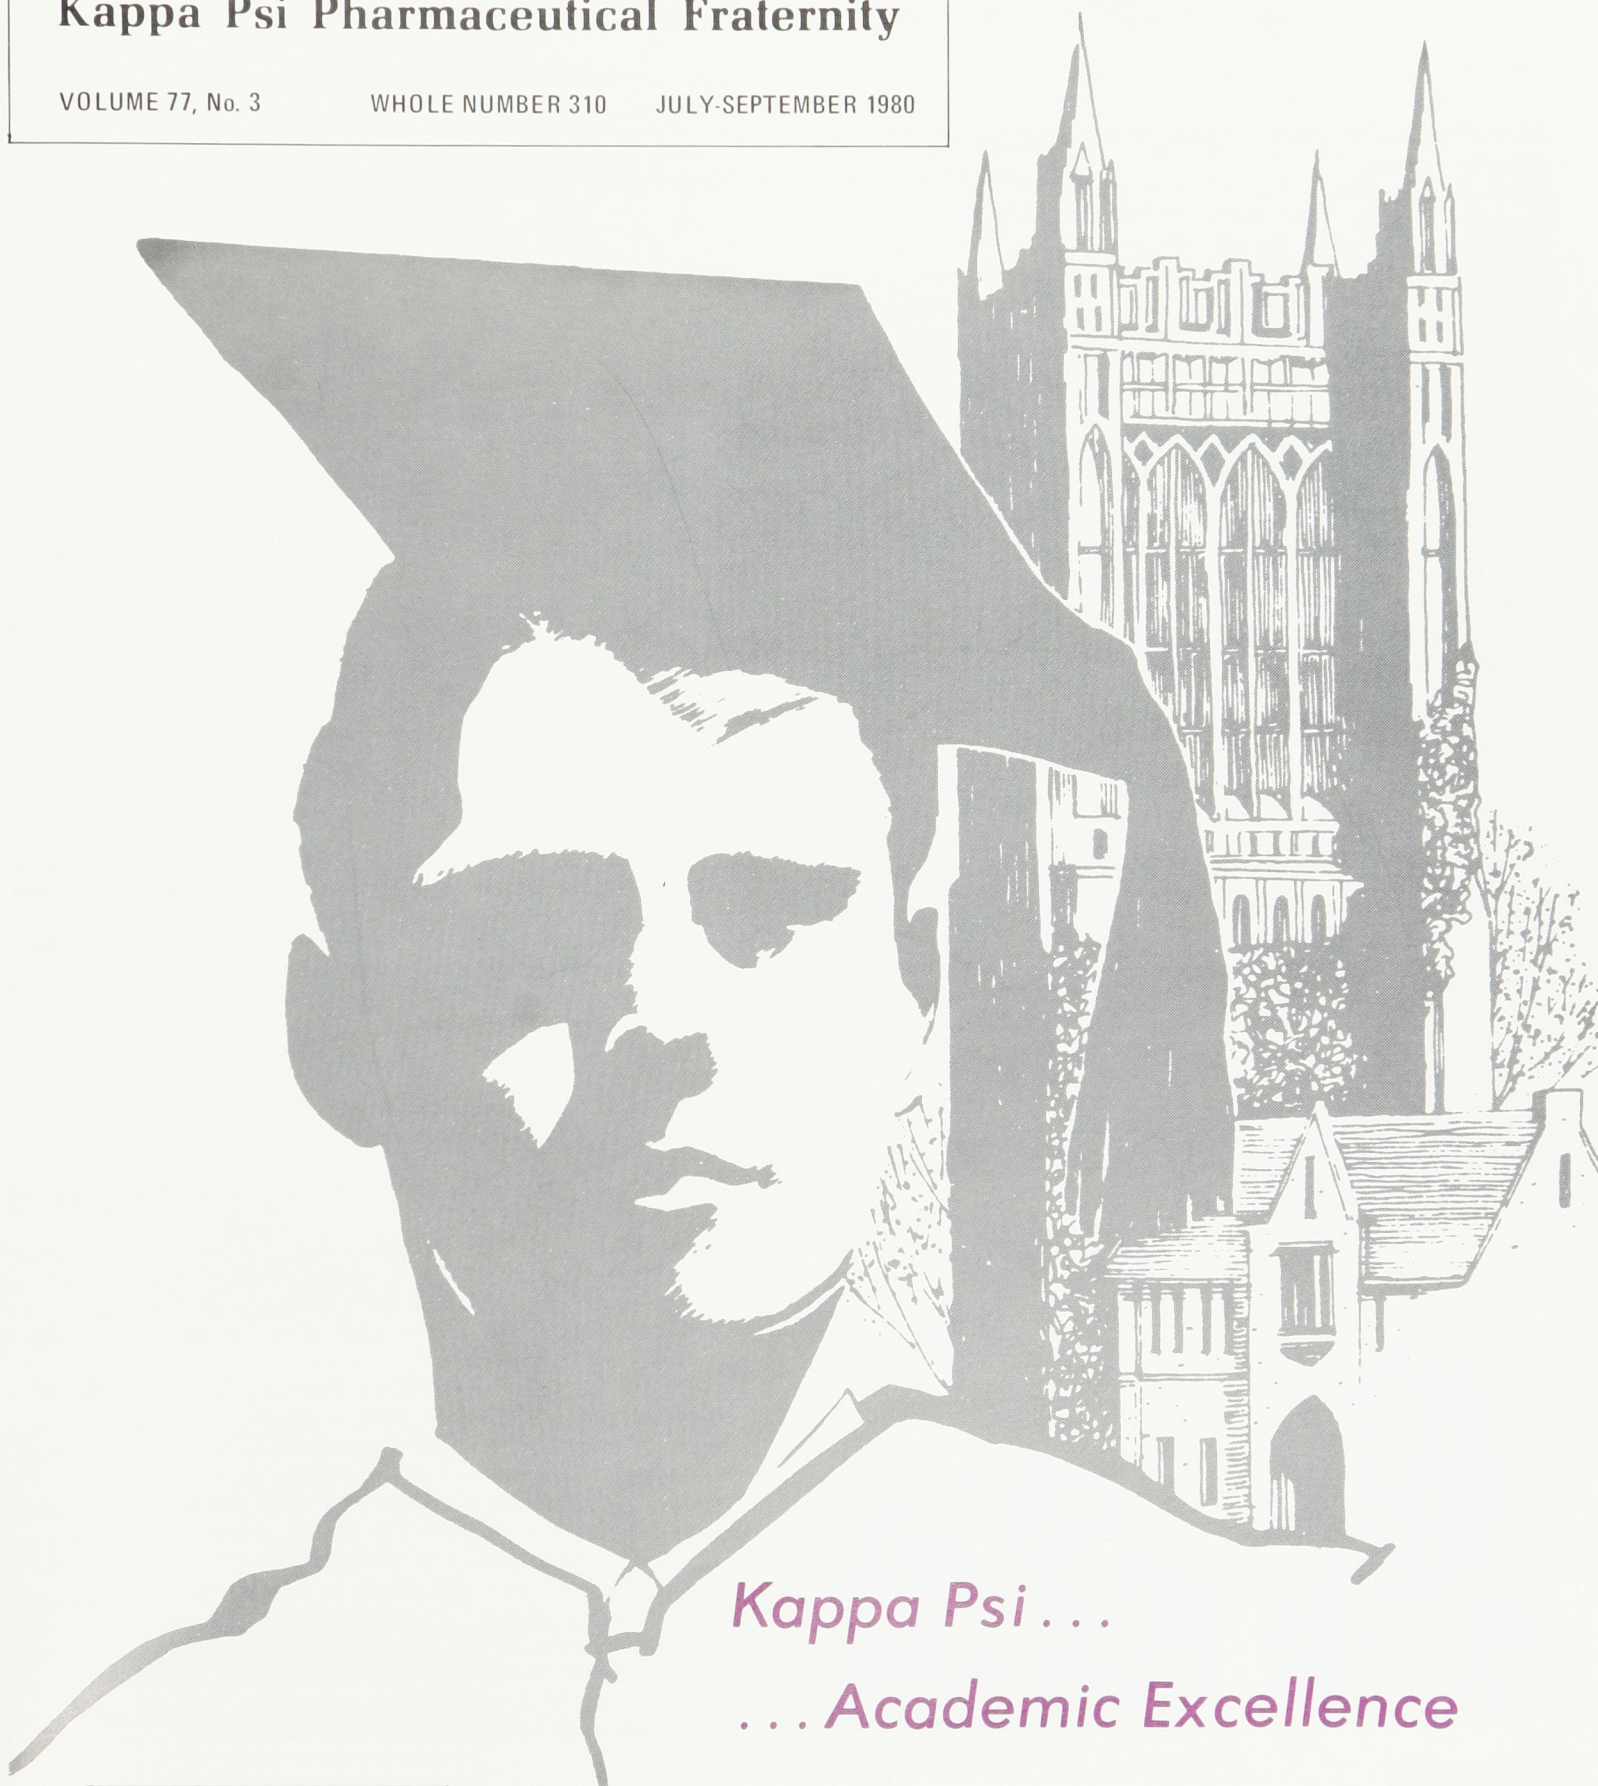 Kappa Psi Pharmaceutical Fraternity
VOLUME 77, No. 3 WHOLE NUMBER 310 JULY-SEPTEMBER 1980
Kappa Psi...
...Academic Excellence